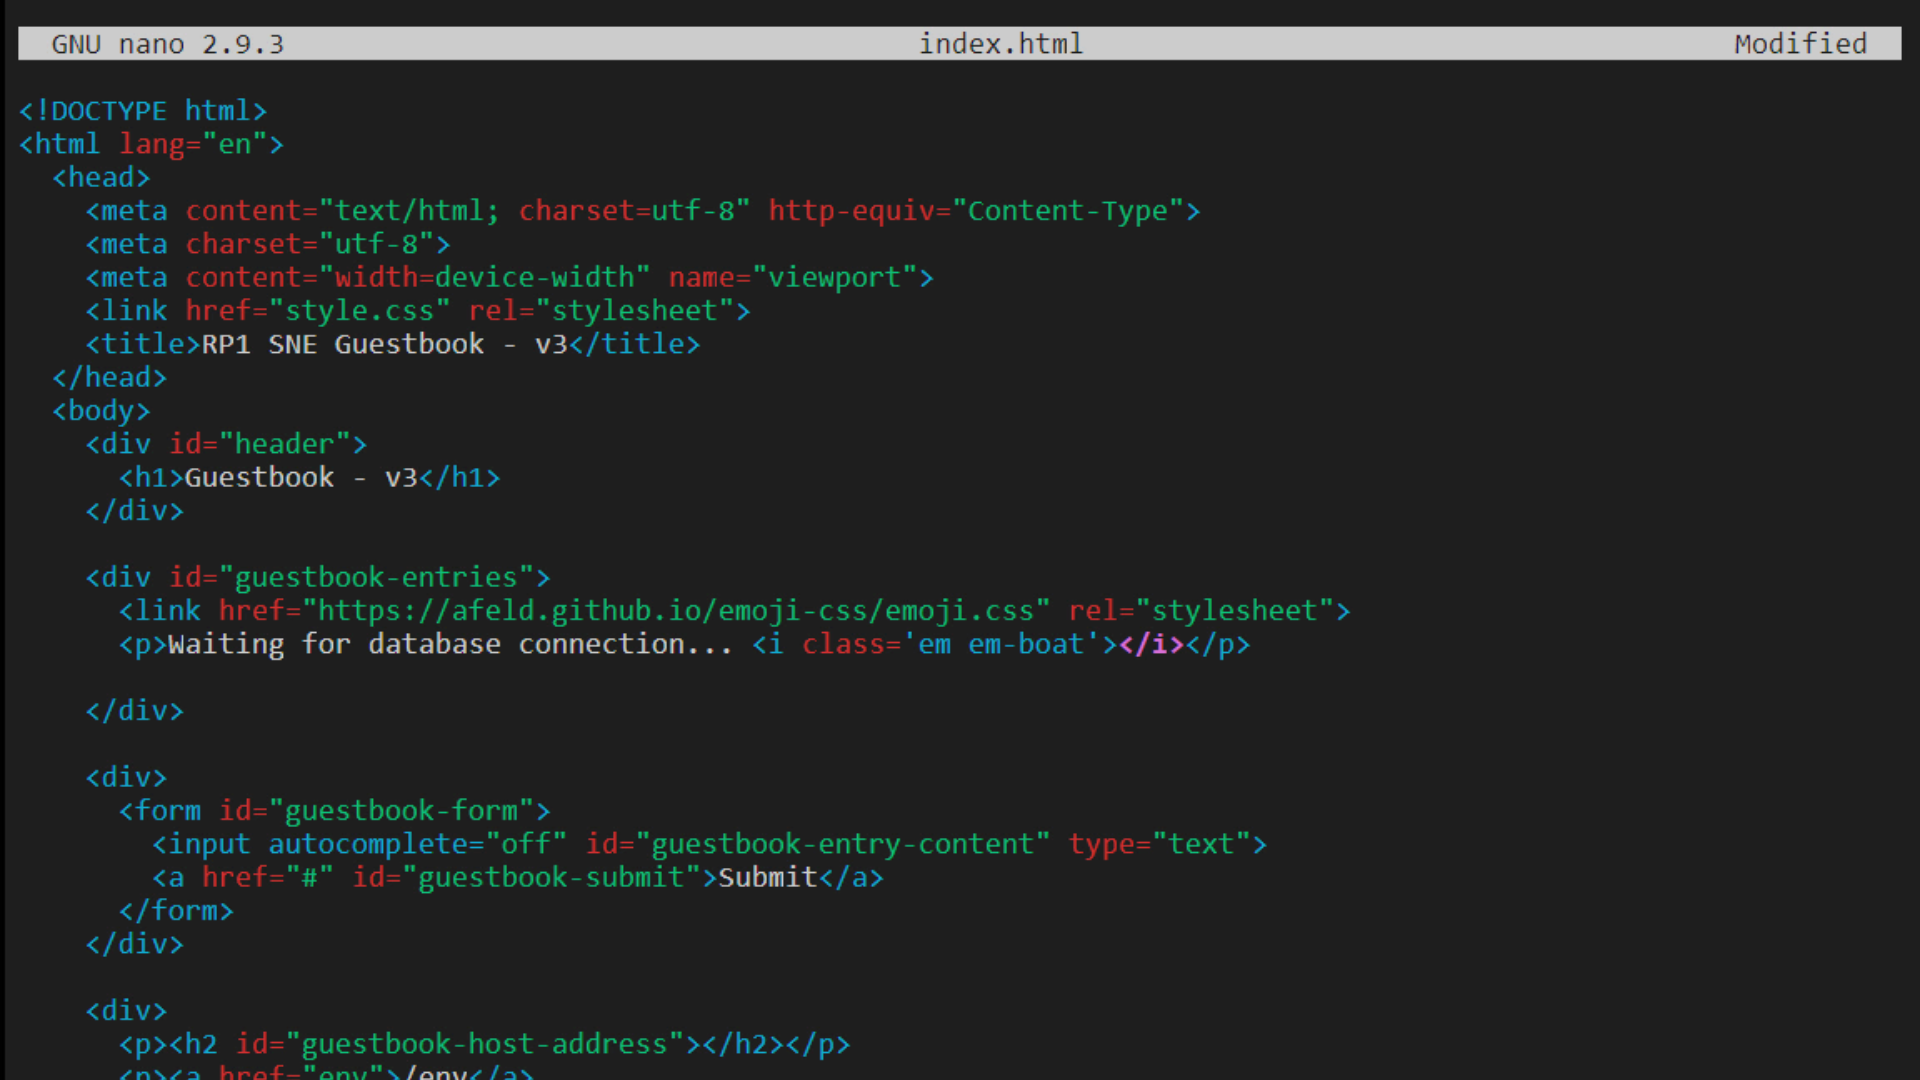 GNU nano 2.9.3 index.html Modified
<!DOCTYPE html>
<html lang="en">
<head>
<meta content="text/html; charset=utf-8" http-equiv="Content-Type">
<meta charset="utf-8">
<meta content="width=device-width" name="viewport">
<link href="style.css" rel="stylesheet">
<title>RP1 SNE Guestbook - v3</title>
</head>
<body>
<div id="header">
<h1>Guestbook - v3</h1>
</div>
<div id="guestbook-entries">
<link href="https://afeld.github.io/emoji-css/emoji.css" rel="stylesheet">
<p>Waiting for database connection... <i class='em em-boat'></i></p>
</div>
<div>
<form id="guestbook-form">
<input autocomplete="off" id="guestbook-entry-content" type="text">
<a href="#" id="guestbook-submit">Submit</a>
</form>
</div>
<div>
<p><h2 id="guestbook-host-address"></h2></p>
<p><a href="env">/env</a>